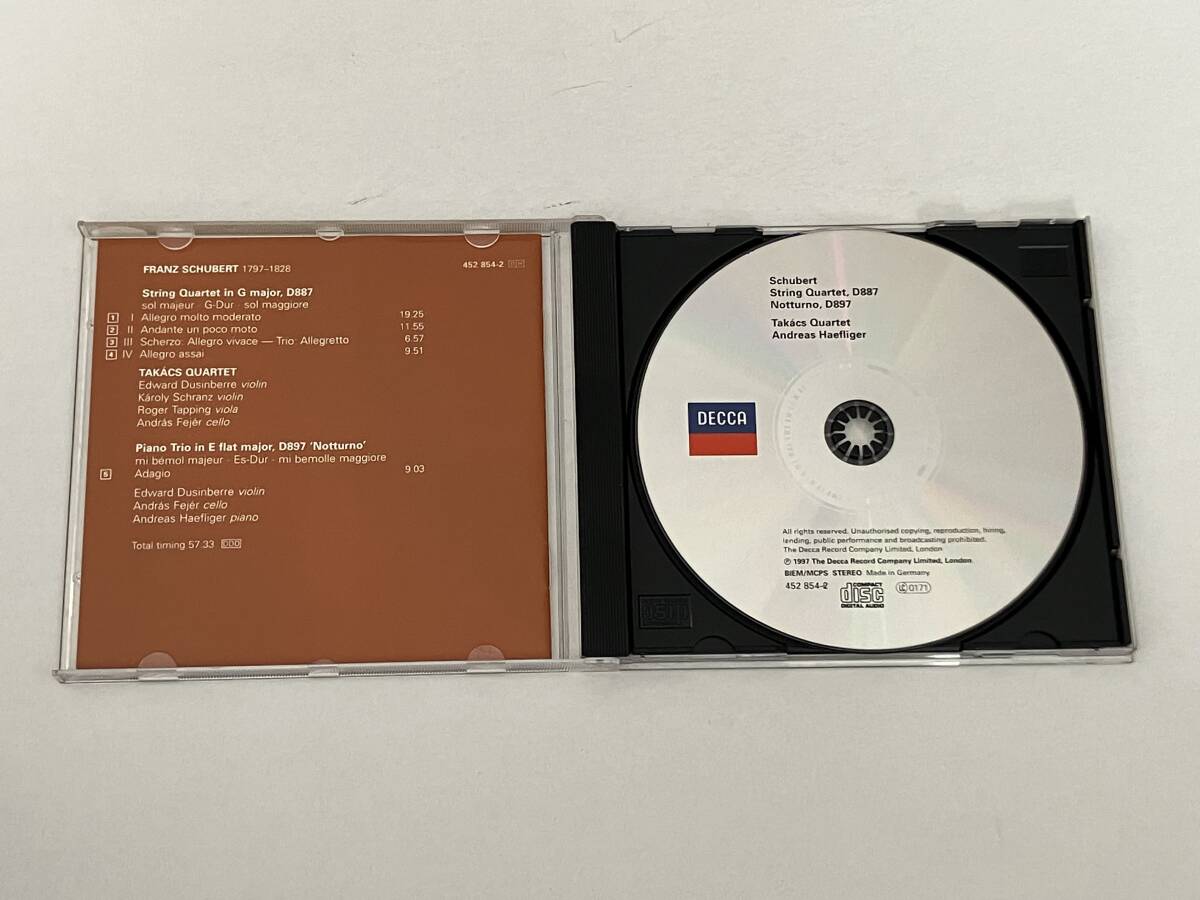 FRANZ SCHUBERT 1797–1828 452 854-2 DH
String Quartet in G major, D887
sol majeur · G-Dur · sol maggiore
1 I Allegro molto moderato 19.25
2 II Andante un poco moto 11.55
3 III Scherzo: Allegro vivace — Trio: Allegretto 6.57
4 IV Allegro assai 9.51
TAKÁCS QUARTET
Edward Dusinberre violin
Károly Schranz violin
Roger Tapping viola
András Fejér cello
Piano Trio in E flat major, D897 ‘Notturno’
mi bémol majeur · Es-Dur · mi bemolle maggiore
5 Adagio 9.03
Edward Dusinberre violin
András Fejér cello
Andreas Haefliger piano
Total timing 57.33 DDD
Schubert
String Quartet, D887
Notturno, D897
Takács Quartet
Andreas Haefliger
DECCA
All rights reserved. Unauthorised copying, reproduction, hiring,
lending, public performance and broadcasting prohibited.
The Decca Record Company Limited, London
Ⓟ 1997 The Decca Record Company Limited, London
BIEM/MCPS STEREO Made in Germany
452 854-2 COMPACT disc DIGITAL AUDIO LC 0171